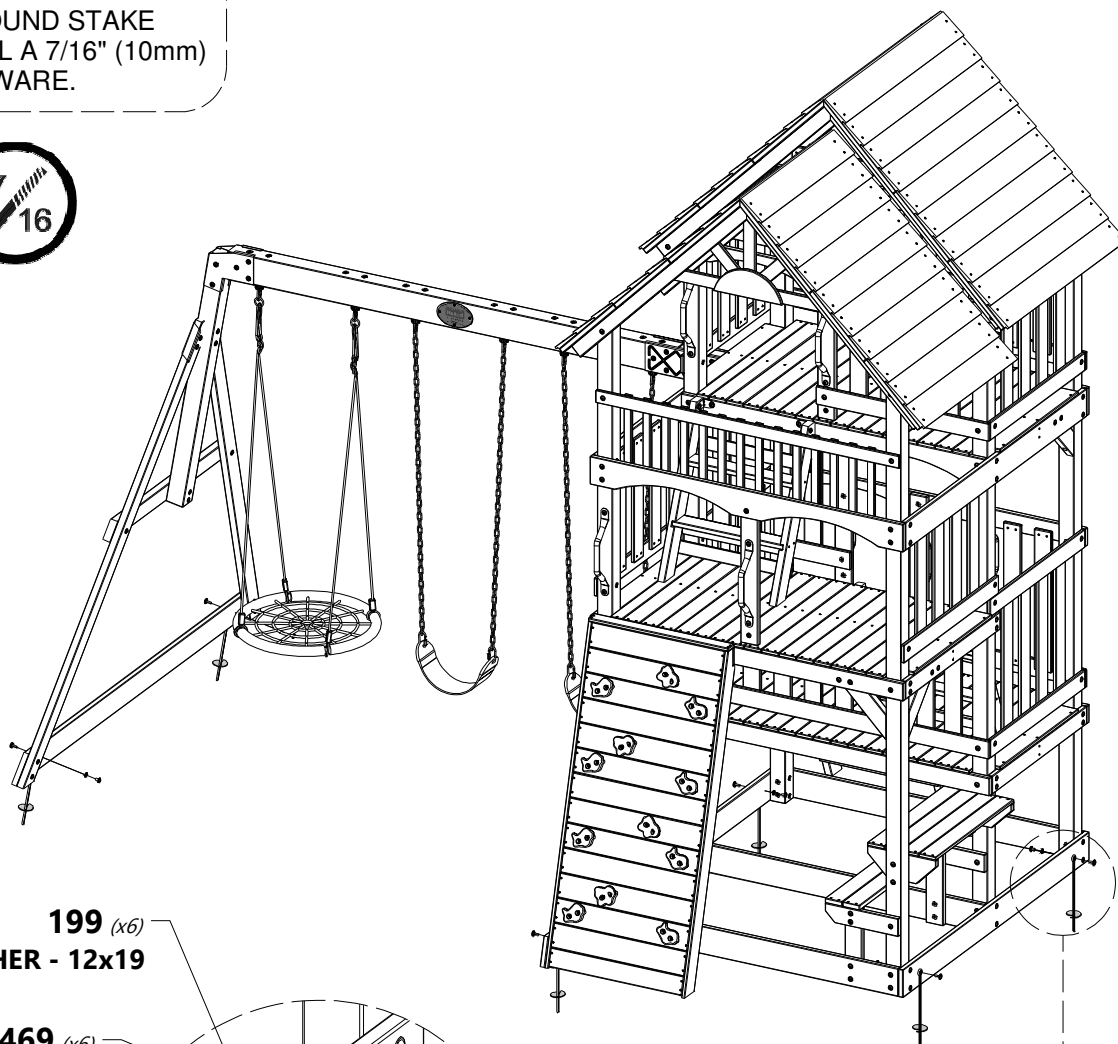 OUND STAKE
L A 7/16" (10mm)
WARE.
16
199 (x6)
HER - 12x19
469 (x6)